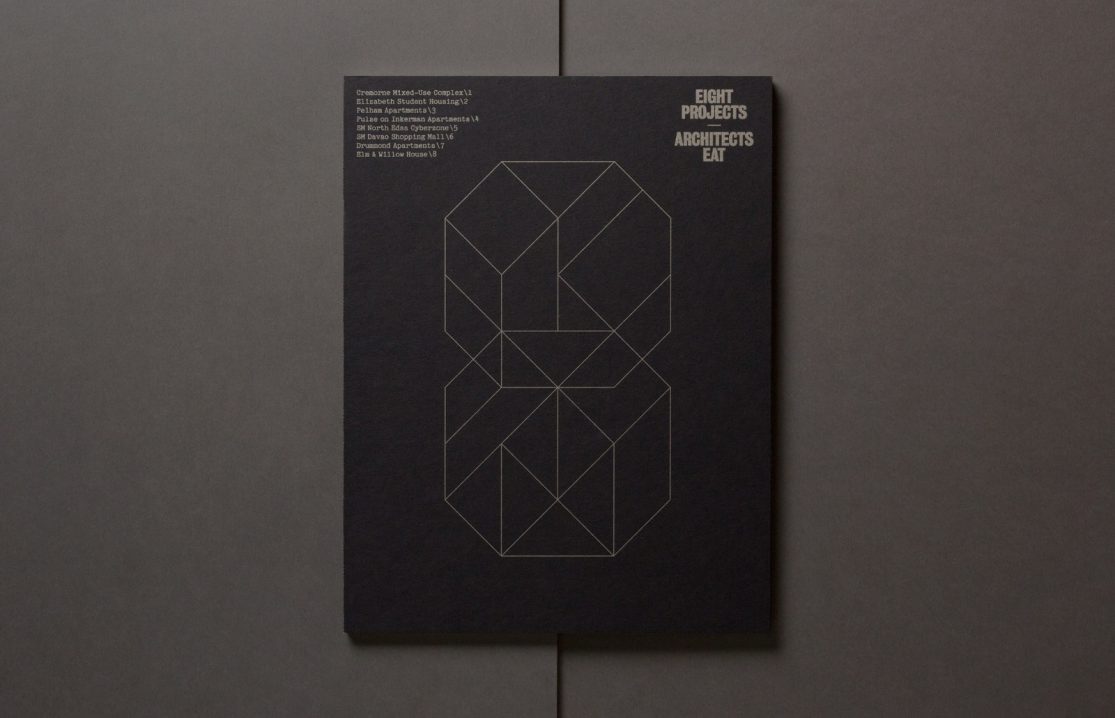 Cremorne Mixed-Use Complex\1
Elizabeth Student Housing\2
Pelham Apartments\3
Pulse on Inkerman Apartments\4
SM North Edsa Cyberzone\5
SM Davao Shopping Mall\6
Drummond Apartments\7
Elm & Willow House\8
EIGHT
PROJECTS
—
ARCHITECTS
EAT